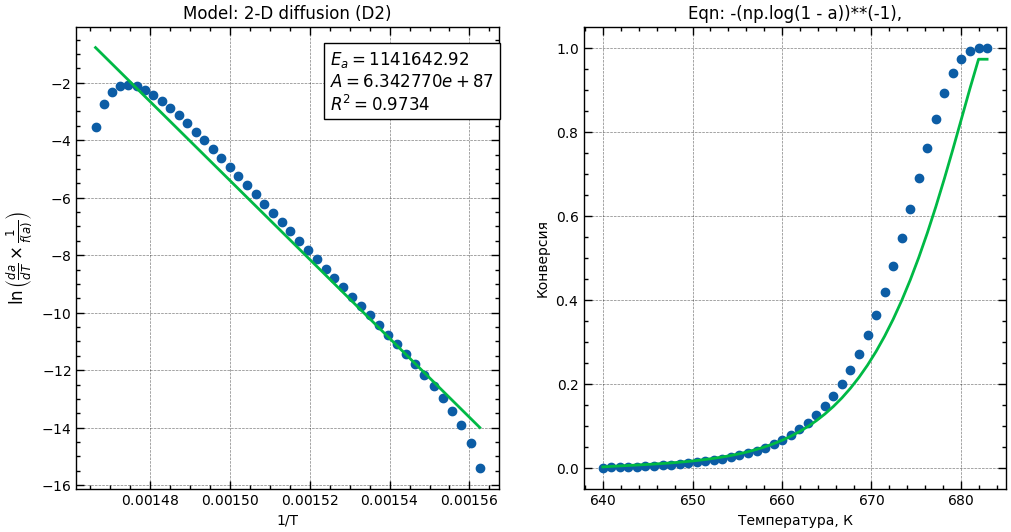 Model: 2-D diffusion (D2)
Eqn: -(np.log(1 - a))**(-1),
E_a = 1141642.92
A = 6.342770e + 87
R^2 = 0.9734
ln (da/dT × 1/f(a))
−2
−4
−6
−8
−10
−12
−14
−16
0.00148
0.00150
0.00152
0.00154
0.00156
1/T
Конверсия
1.0
0.8
0.6
0.4
0.2
0.0
640
650
660
670
680
Температура, К